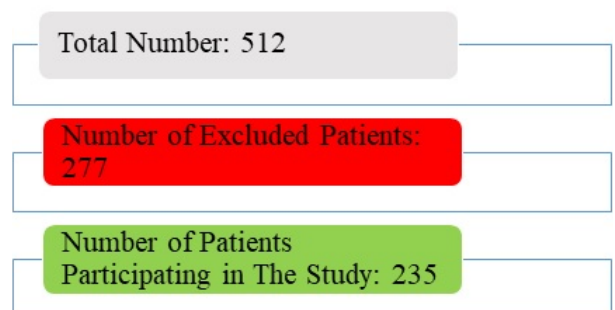 Total Number: 512
Number of Excluded Patients:
277
Number of Patients
Participating in The Study: 235